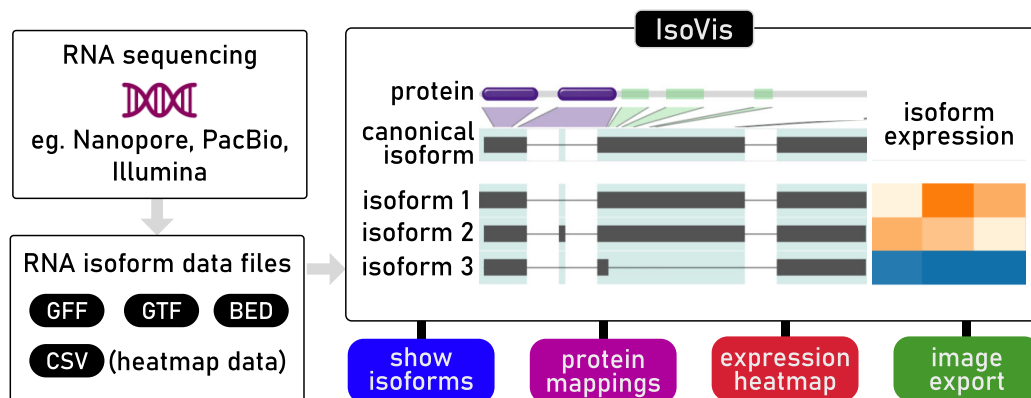 RNA sequencing
eg. Nanopore, PacBio,
Illumina
RNA isoform data files
GFF GTF BED
CSV (heatmap data)
IsoVis
protein
canonical
isoform
isoform 1
isoform 2
isoform 3
isoform
expression
show
isoforms
protein
mappings
expression
heatmap
image
export